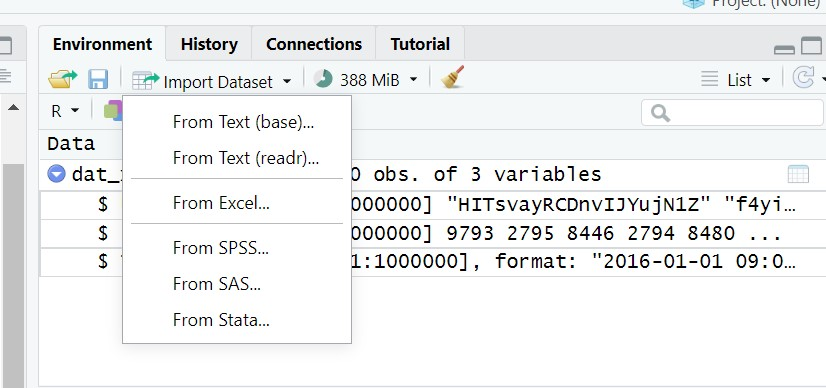 Project: (None)
Environment History Connections Tutorial
Import Dataset 388 MiB List
R
From Text (base)...
From Text (readr)...
From Excel...
From SPSS...
From SAS...
From Stata...
Data
0 obs. of 3 variables
$ 000000] "HITsvayRCDnvIJYujN1Z" "f4yi…
$ 000000] 9793 2795 8446 2794 8480 ...
$ 1:1000000], format: "2016-01-01 09:0…